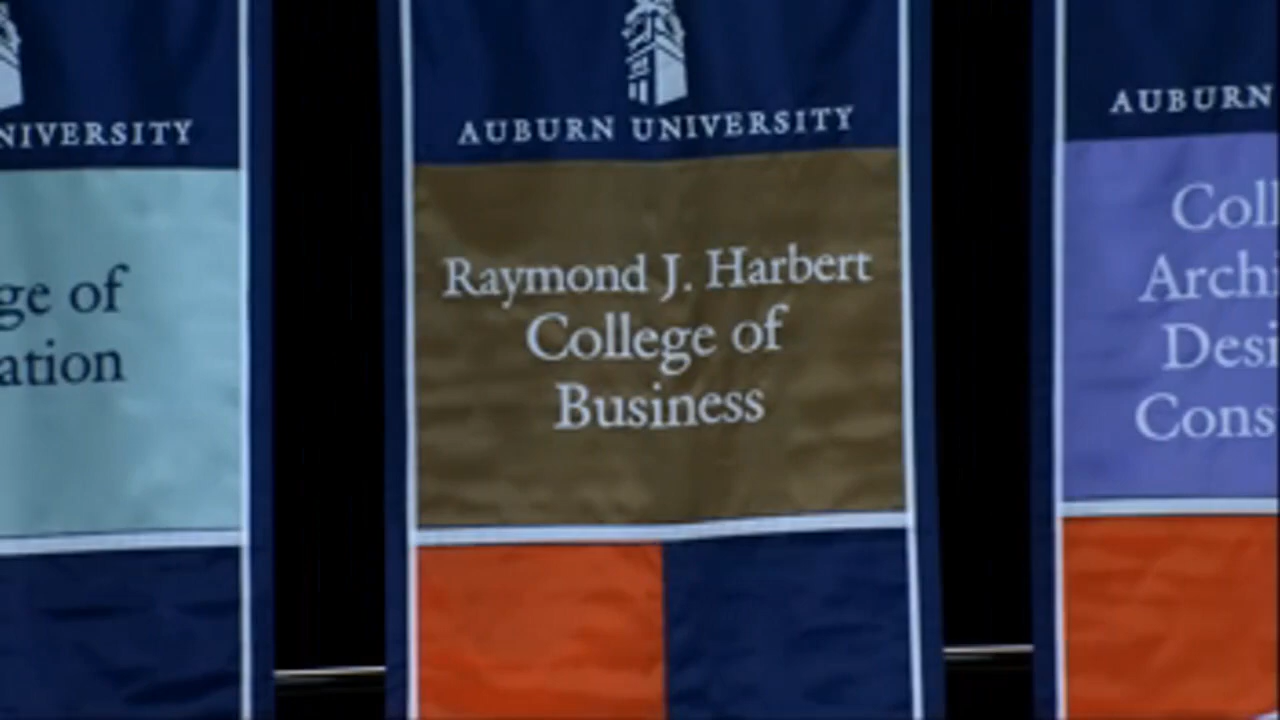 NIVERSITY
ge of
ation
AUBURN UNIVERSITY
Raymond J. Harbert
College of
Business
AUBURN
Coll
Archi
Desi
Cons